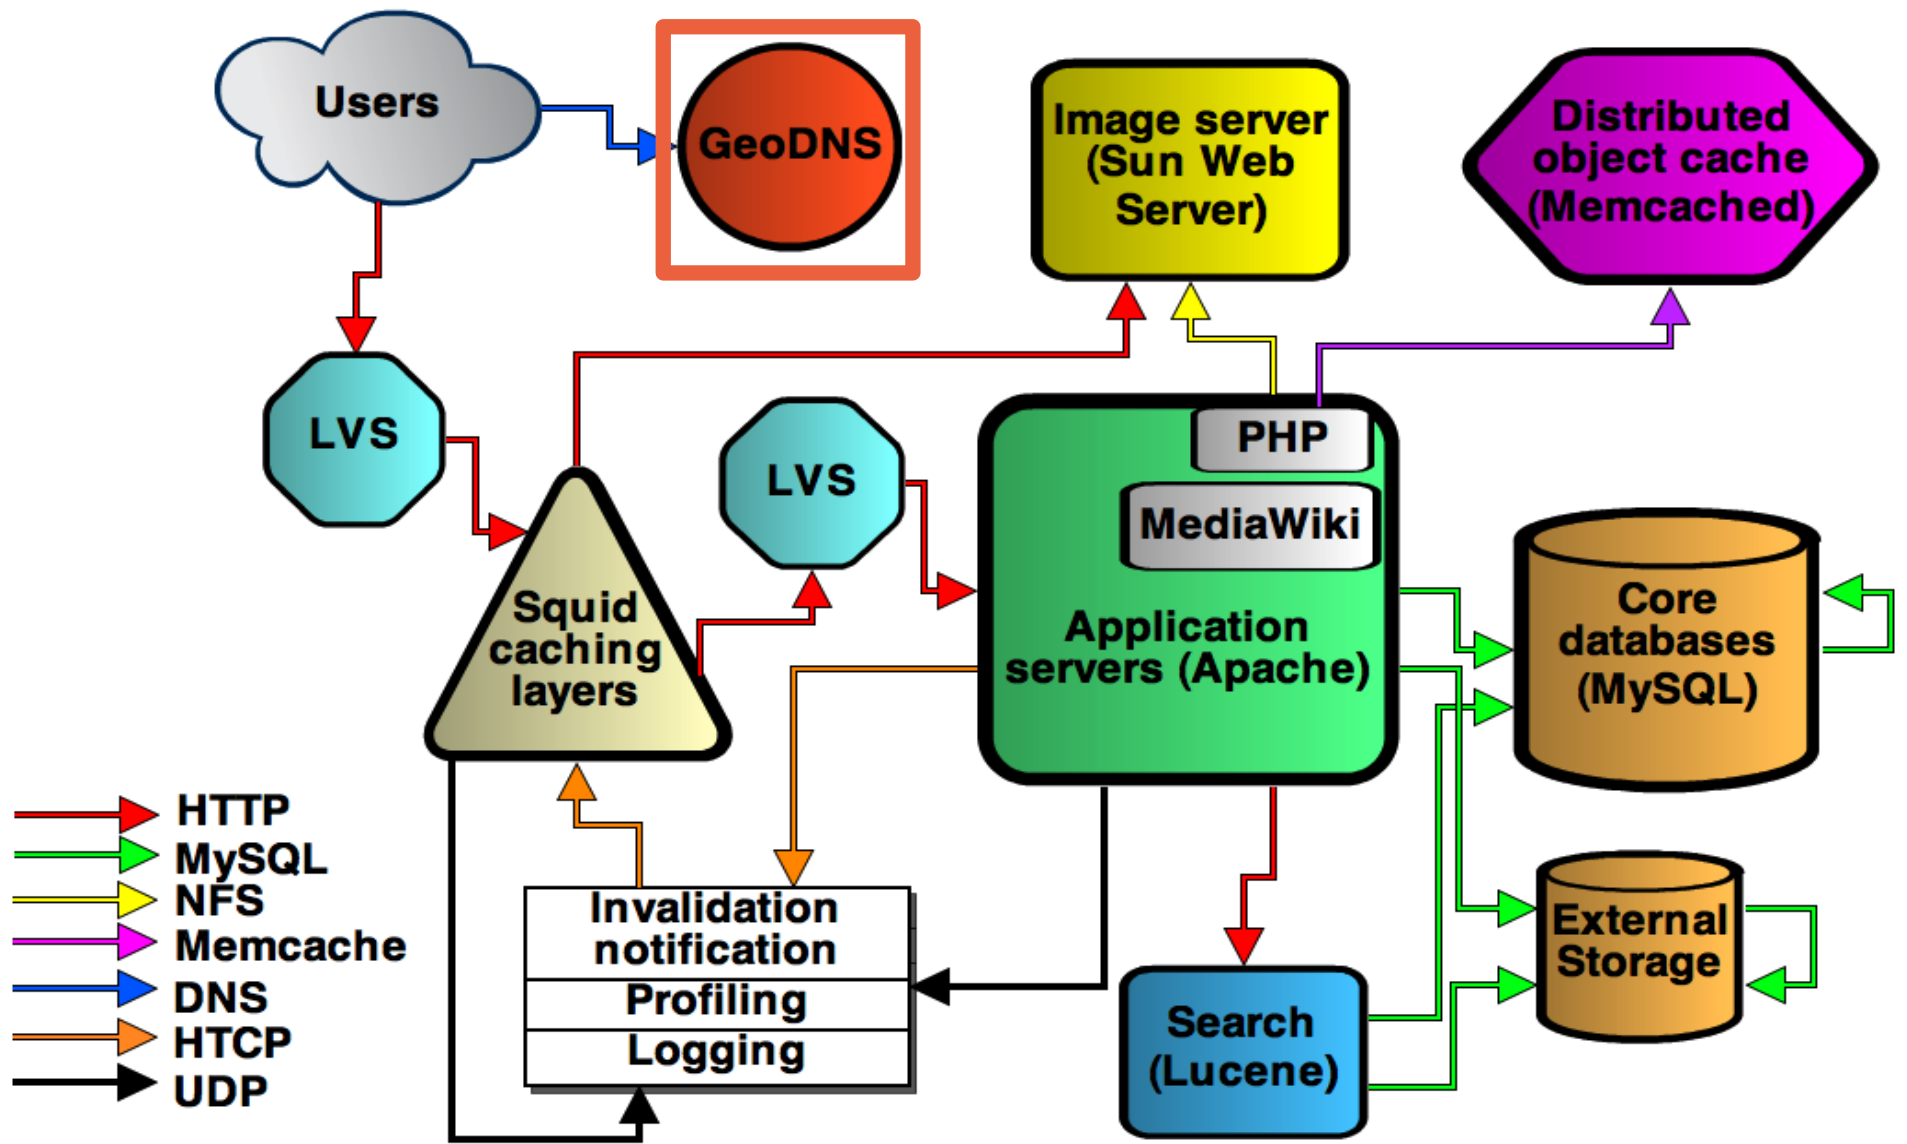 Users
GeoDNS
Image server
(Sun Web
Server)
Distributed
object cache
(Memcached)
LVS
LVS
PHP
MediaWiki
Application
servers (Apache)
Squid
caching
layers
Core
databases
(MySQL)
HTTP
MySQL
NFS
Memcache
DNS
HTCP
UDP
Invalidation
notification
Profiling
Logging
Search
(Lucene)
External
Storage